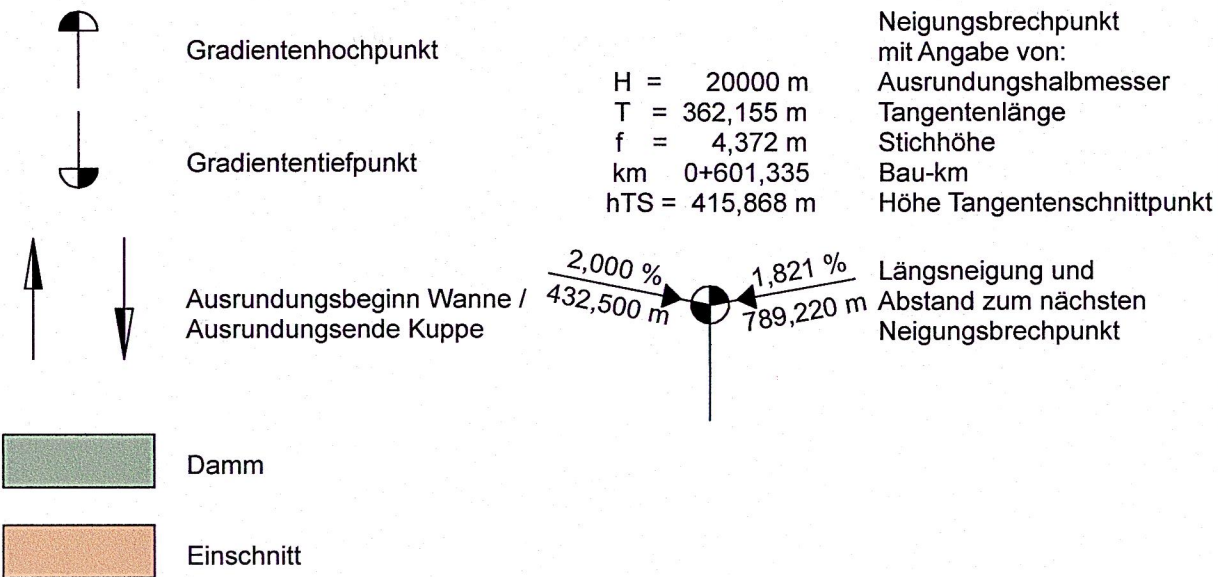 Gradientenhochpunkt
Gradiententiefpunkt
Ausrundungsbeginn Wanne /
Ausrundungsende Kuppe
Damm
Einschnitt
Neigungsbrechpunkt
mit Angabe von:
H = 20000 m Ausrundungshalbmesser
T = 362,155 m Tangentenlänge
f = 4,372 m Stichhöhe
km 0+601,335 Bau-km
hTS = 415,868 m Höhe Tangentenschnittpunkt
2,000 %
432,500 m
1,821 %
789,220 m
Längsneigung und
Abstand zum nächsten
Neigungsbrechpunkt